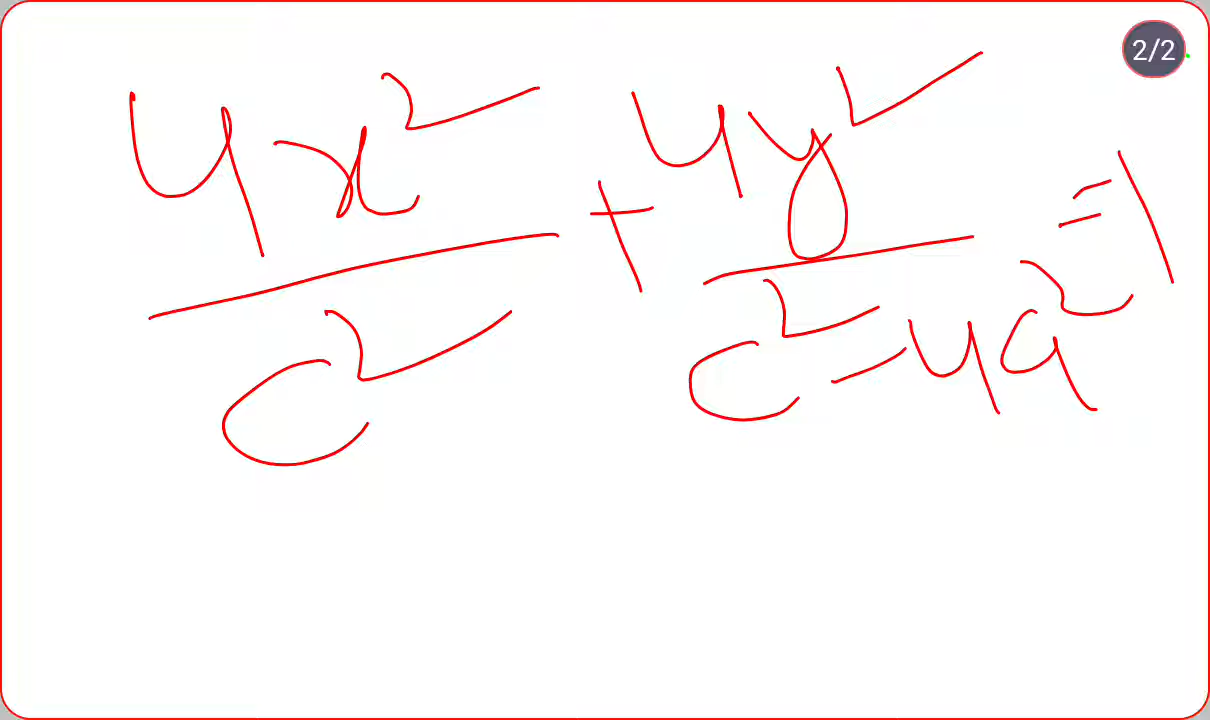 2/2
4x² / c² + 4y² / c² - 4a² = 1